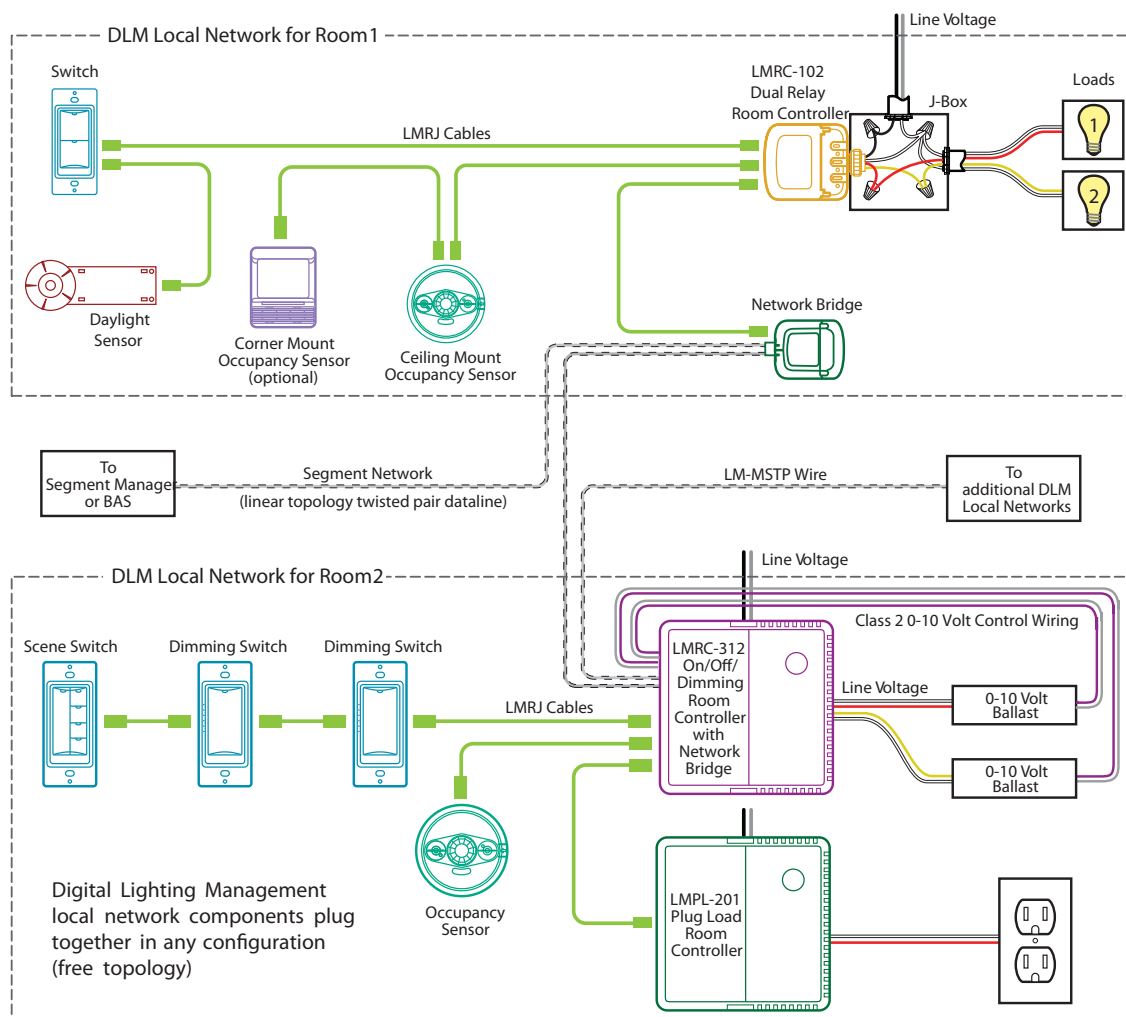 Line Voltage
DLM Local Network for Room1
Switch
LMRC-102
Dual Relay
Room Controller
J-Box
Loads
LMRJ Cables
1
2
Daylight
Sensor
Corner Mount
Occupancy Sensor
(optional)
Ceiling Mount
Occupancy Sensor
Network Bridge
To
Segment Manager
or BAS
Segment Network
(linear topology twisted pair dataline)
LM-MSTP Wire
To
additional DLM
Local Networks
Line Voltage
DLM Local Network for Room2
Class 2 0-10 Volt Control Wiring
Scene Switch
Dimming Switch
Dimming Switch
LMRJ Cables
LMRC-312
On/Off/
Dimming
Room
Controller
with
Network
Bridge
Line Voltage
0-10 Volt
Ballast
0-10 Volt
Ballast
Occupancy
Sensor
LMPL-201
Plug Load
Room
Controller
Digital Lighting Management
local network components plug
together in any configuration
(free topology)